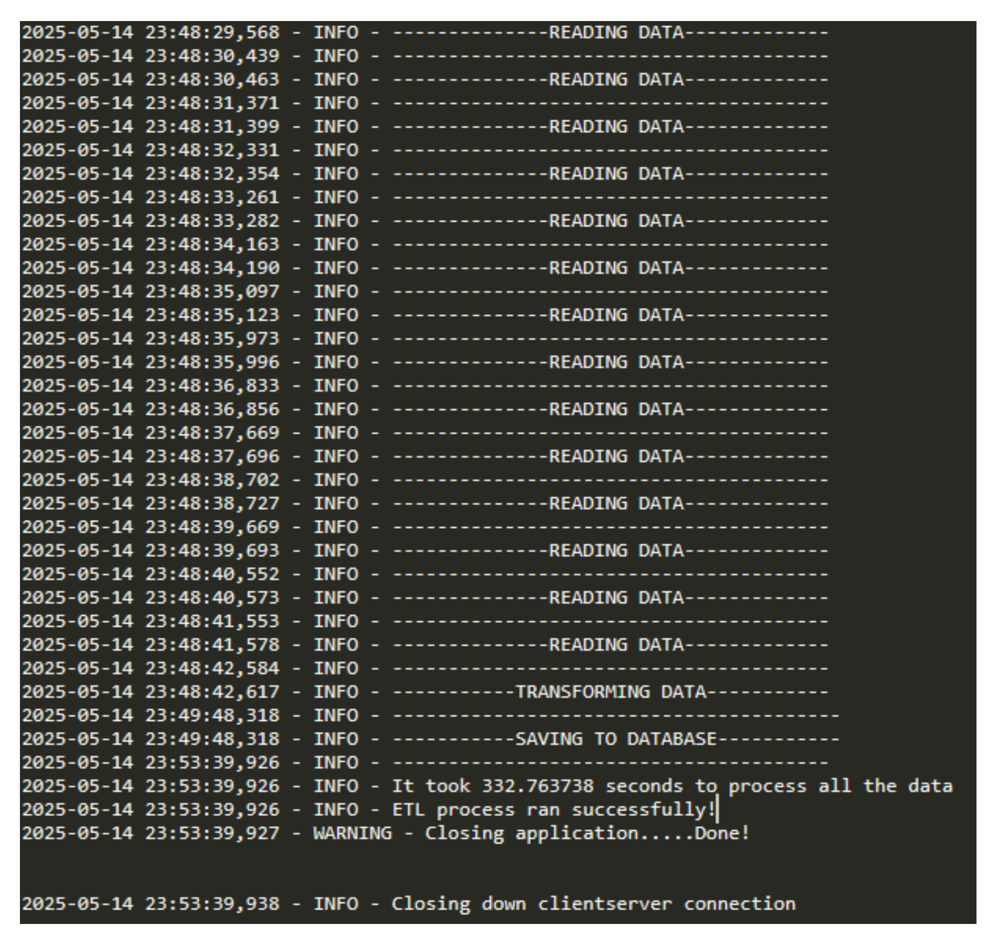 2025-05-14 23:48:29,568 - INFO - --------------READING DATA-------------
2025-05-14 23:48:30,439 - INFO - ---------------------------------------
2025-05-14 23:48:30,463 - INFO - --------------READING DATA-------------
2025-05-14 23:48:31,371 - INFO - ---------------------------------------
2025-05-14 23:48:31,399 - INFO - --------------READING DATA-------------
2025-05-14 23:48:32,331 - INFO - ---------------------------------------
2025-05-14 23:48:32,354 - INFO - --------------READING DATA-------------
2025-05-14 23:48:33,261 - INFO - ---------------------------------------
2025-05-14 23:48:33,282 - INFO - --------------READING DATA-------------
2025-05-14 23:48:34,163 - INFO - ---------------------------------------
2025-05-14 23:48:34,190 - INFO - --------------READING DATA-------------
2025-05-14 23:48:35,097 - INFO - ---------------------------------------
2025-05-14 23:48:35,123 - INFO - --------------READING DATA-------------
2025-05-14 23:48:35,973 - INFO - ---------------------------------------
2025-05-14 23:48:35,996 - INFO - --------------READING DATA-------------
2025-05-14 23:48:36,833 - INFO - ---------------------------------------
2025-05-14 23:48:36,856 - INFO - --------------READING DATA-------------
2025-05-14 23:48:37,669 - INFO - ---------------------------------------
2025-05-14 23:48:37,696 - INFO - --------------READING DATA-------------
2025-05-14 23:48:38,702 - INFO - ---------------------------------------
2025-05-14 23:48:38,727 - INFO - --------------READING DATA-------------
2025-05-14 23:48:39,669 - INFO - ---------------------------------------
2025-05-14 23:48:39,693 - INFO - --------------READING DATA-------------
2025-05-14 23:48:40,552 - INFO - ---------------------------------------
2025-05-14 23:48:40,573 - INFO - --------------READING DATA-------------
2025-05-14 23:48:41,553 - INFO - ---------------------------------------
2025-05-14 23:48:41,578 - INFO - --------------READING DATA-------------
2025-05-14 23:48:42,584 - INFO - ---------------------------------------
2025-05-14 23:48:42,617 - INFO - -----------TRANSFORMING DATA-----------
2025-05-14 23:49:48,318 - INFO - ----------------------------------------
2025-05-14 23:49:48,318 - INFO - -----------SAVING TO DATABASE-----------
2025-05-14 23:53:39,926 - INFO - ---------------------------------------
2025-05-14 23:53:39,926 - INFO - It took 332.763738 seconds to process all the data
2025-05-14 23:53:39,926 - INFO - ETL process ran successfully!
2025-05-14 23:53:39,927 - WARNING - Closing application.....Done!
2025-05-14 23:53:39,938 - INFO - Closing down clientserver connection